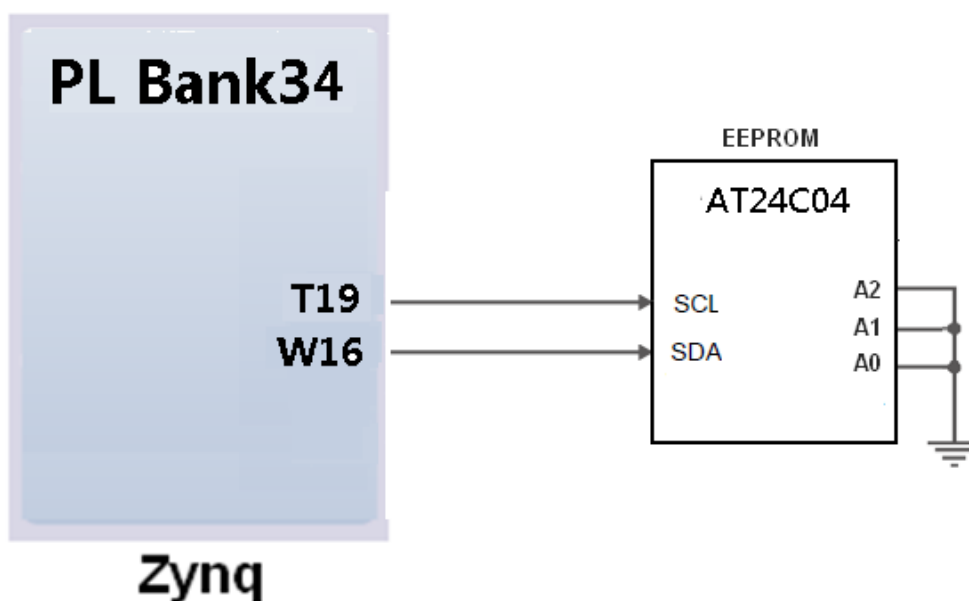 PL Bank34
T19
W16
Zynq
EEPROM
AT24C04
SCL
SDA
A2
A1
A0